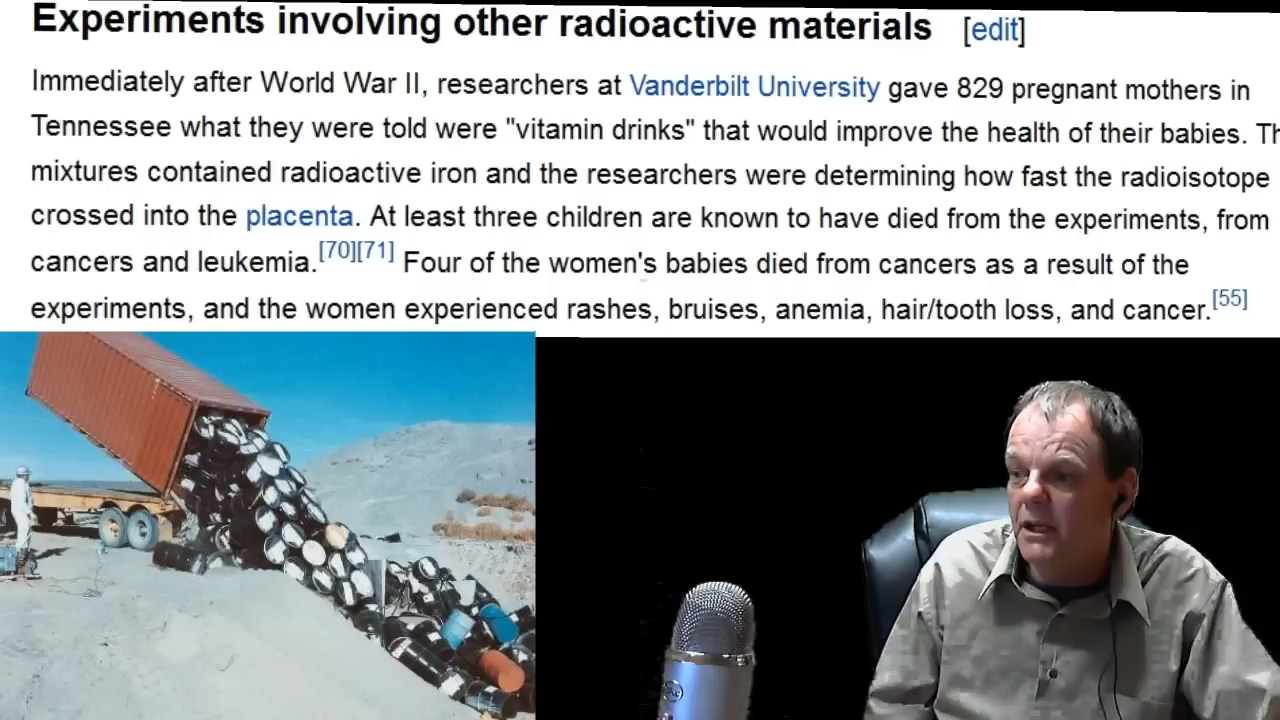 Experiments involving other radioactive materials [edit]
Immediately after World War II, researchers at Vanderbilt University gave 829 pregnant mothers in
Tennessee what they were told were "vitamin drinks" that would improve the health of their babies. Th
mixtures contained radioactive iron and the researchers were determining how fast the radioisotope
crossed into the placenta. At least three children are known to have died from the experiments, from
cancers and leukemia.[70][71] Four of the women's babies died from cancers as a result of the
experiments, and the women experienced rashes, bruises, anemia, hair/tooth loss, and cancer.[55]